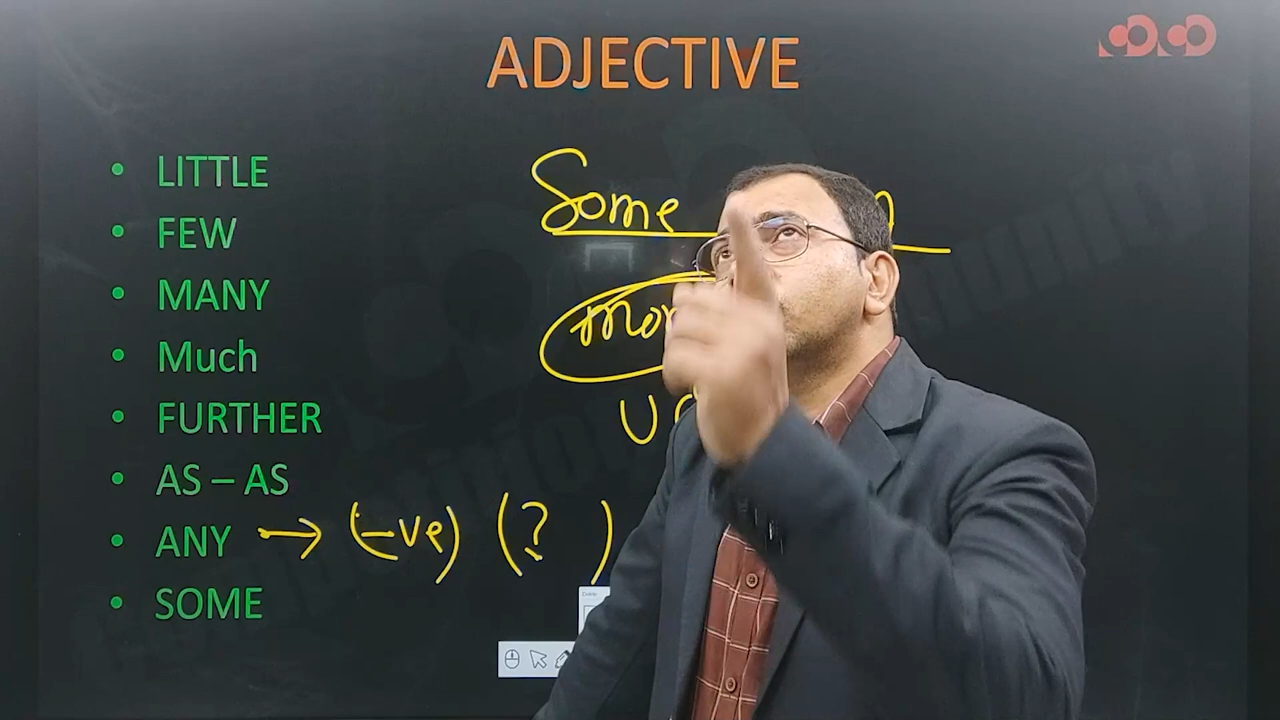 ADJECTIVE
• LITTLE
• FEW
• MANY
• Much
• FURTHER
• AS – AS
• ANY → (-ve) (? )
• SOME
Some